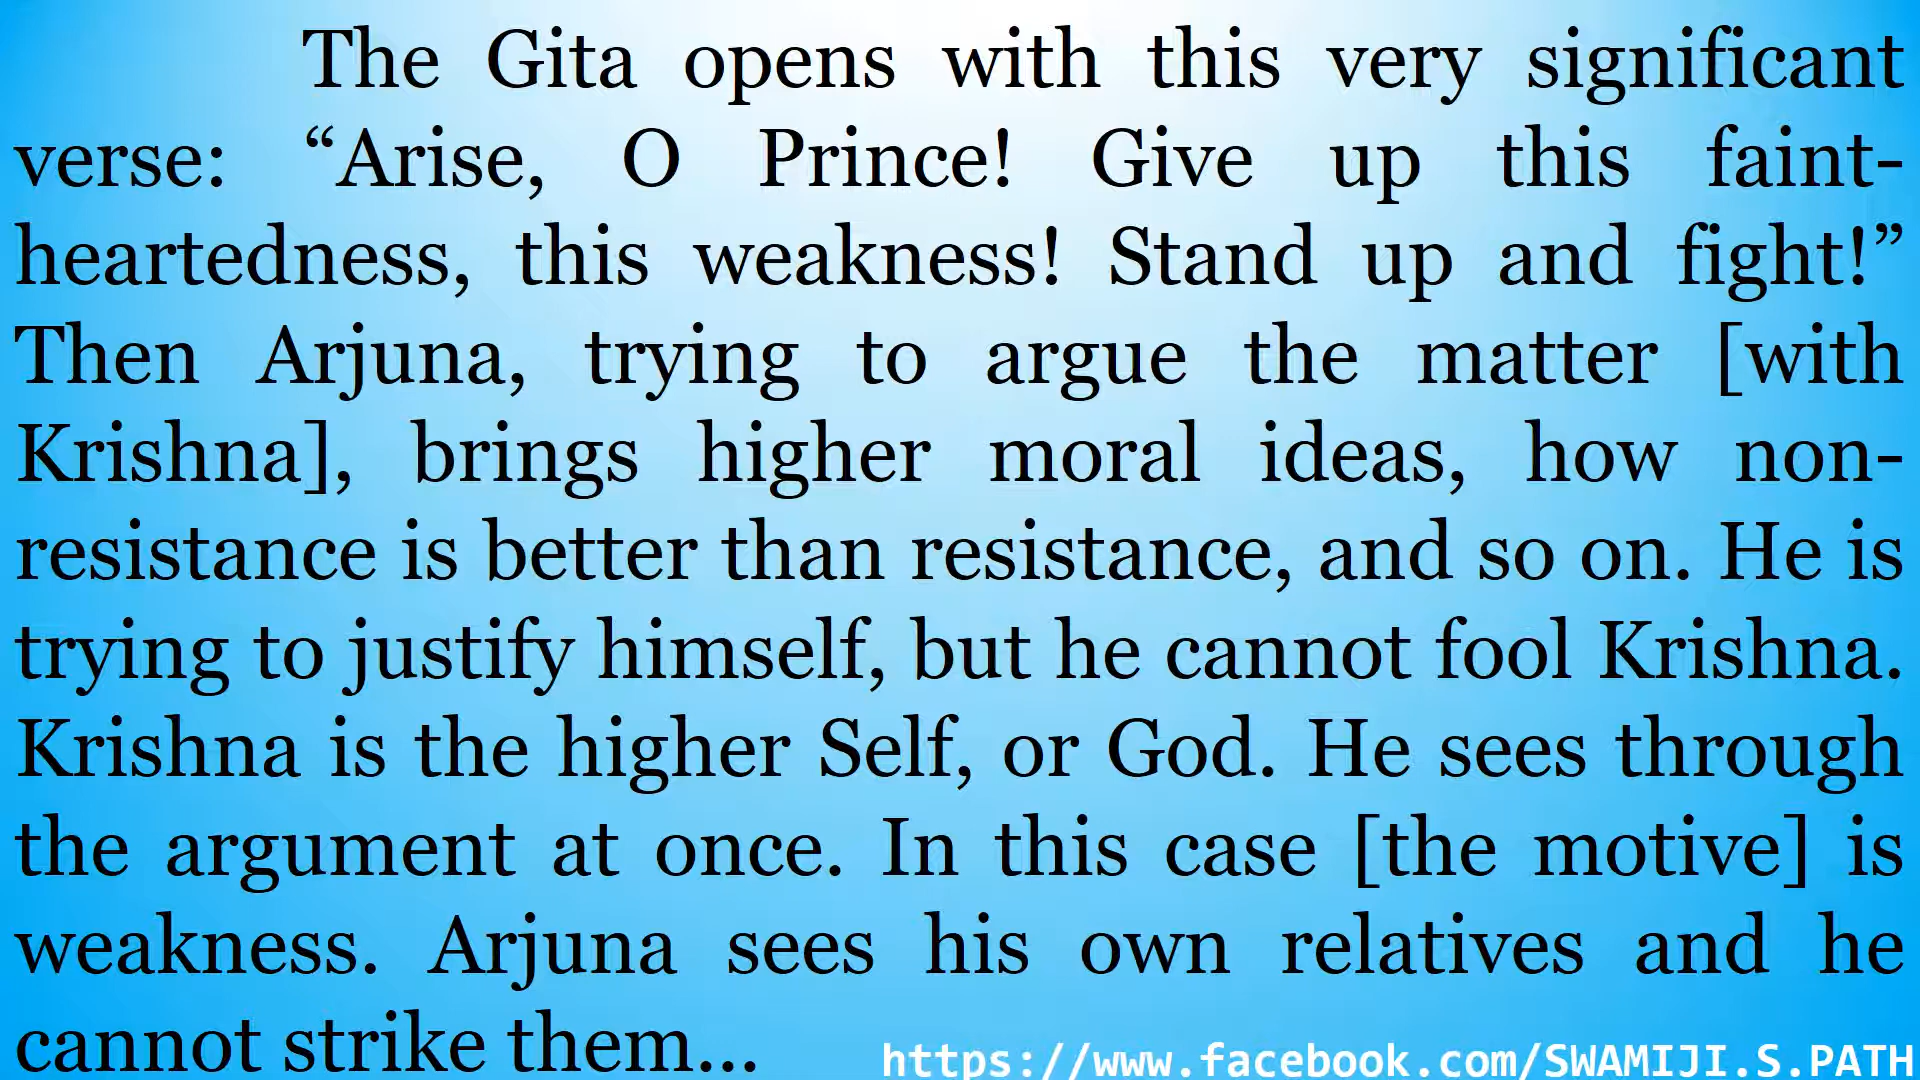 The Gita opens with this very significant
verse: “Arise, O Prince! Give up this faint-
heartedness, this weakness! Stand up and fight!”
Then Arjuna, trying to argue the matter [with
Krishna], brings higher moral ideas, how non-
resistance is better than resistance, and so on. He is
trying to justify himself, but he cannot fool Krishna.
Krishna is the higher Self, or God. He sees through
the argument at once. In this case [the motive] is
weakness. Arjuna sees his own relatives and he
cannot strike them...
https://www.facebook.com/SWAMIJI.S.PATH